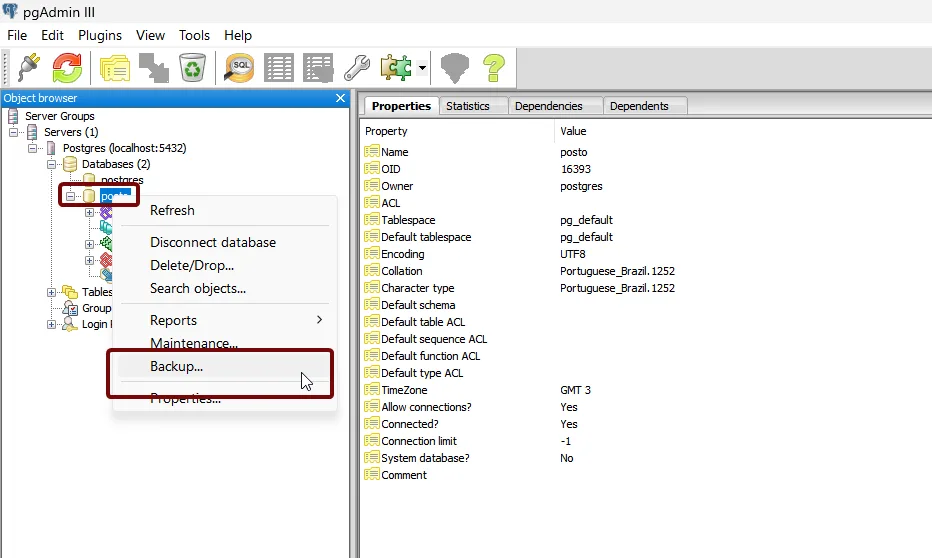 pgAdmin III
File Edit Plugins View Tools Help
SQL
Object browser
Server Groups
Servers (1)
Postgres (localhost:5432)
Databases (2)
postgres
Refresh
Disconnect database
Delete/Drop...
Search objects...
Reports
Maintenance...
Backup...
Properties...
Tables
Group
Login
Properties Statistics Dependencies Dependents
Property Value
Name posto
OID 16393
Owner postgres
ACL
Tablespace pg_default
Default tablespace pg_default
Encoding UTF8
Collation Portuguese_Brazil.1252
Character type Portuguese_Brazil.1252
Default schema
Default table ACL
Default sequence ACL
Default function ACL
Default type ACL
TimeZone GMT 3
Allow connections? Yes
Connected? Yes
Connection limit -1
System database? No
Comment